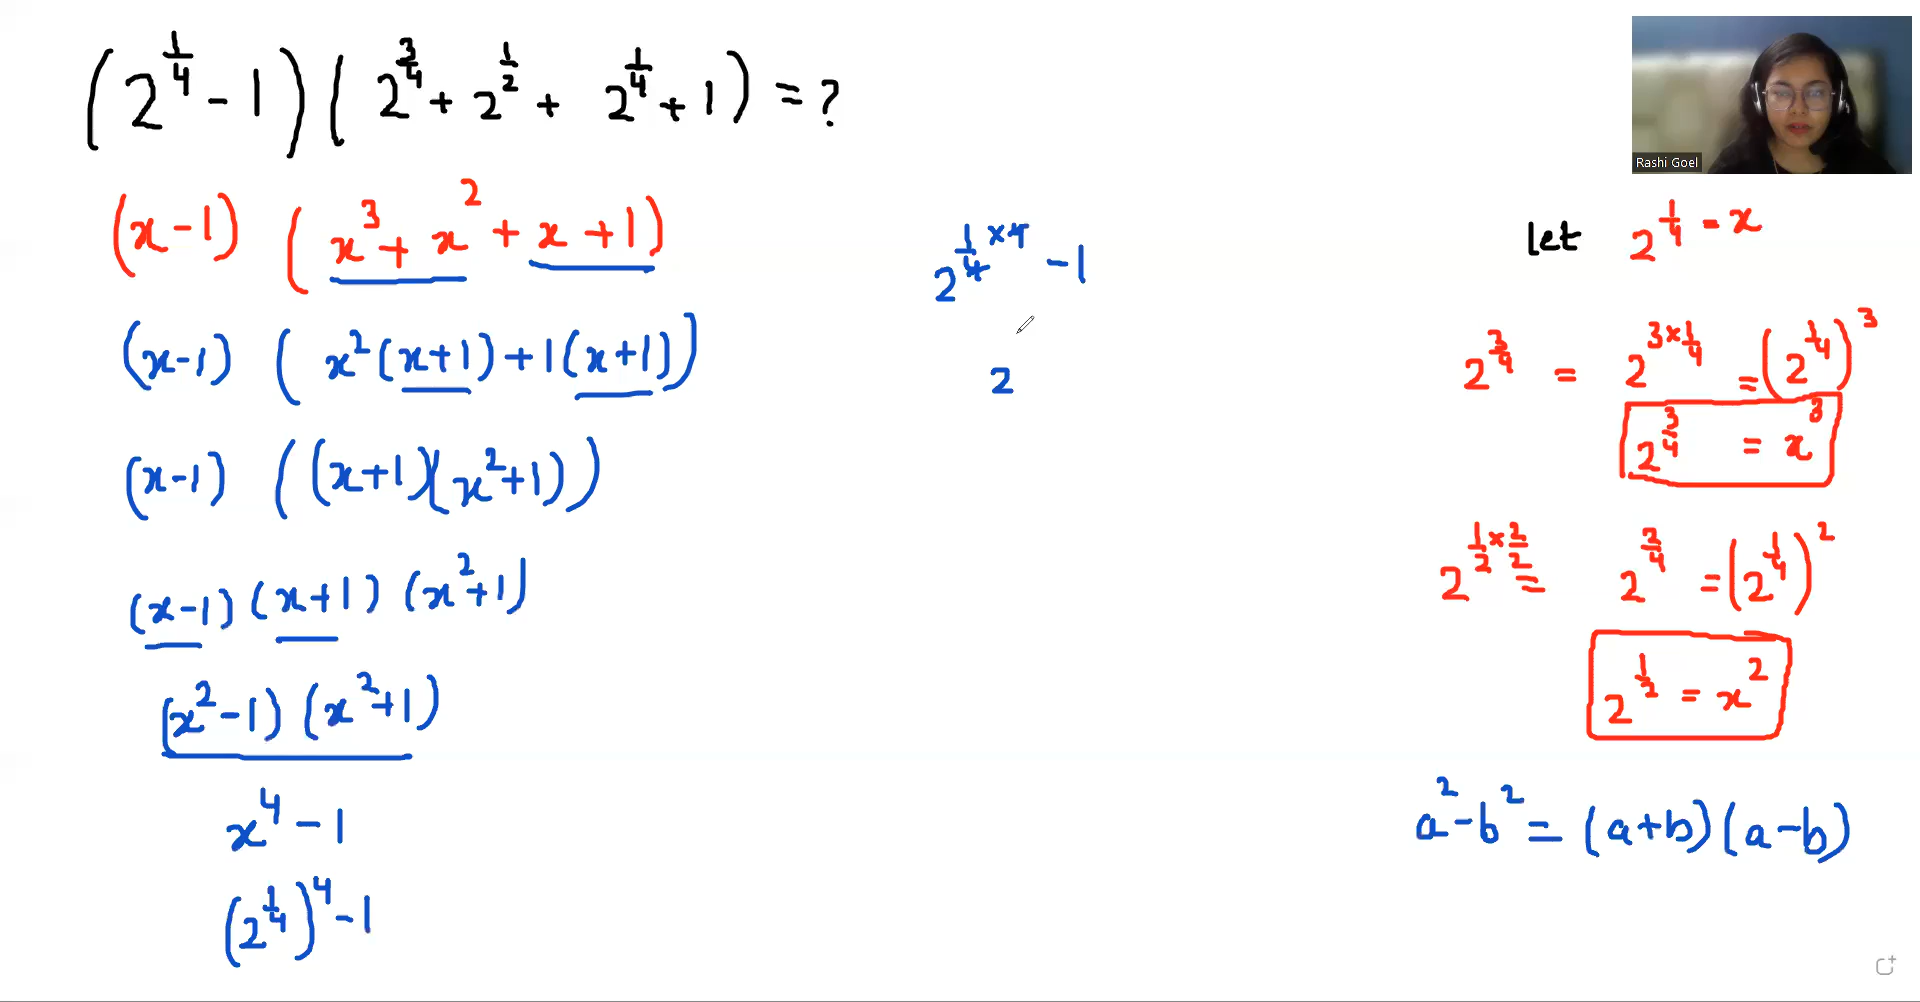 (2^{1/4} - 1) (2^{3/4} + 2^{1/2} + 2^{1/4} + 1) = ?
(x-1) (x^3 + x^2 + x + 1)
(x-1) (x^2(x+1) + 1(x+1))
(x-1) ((x+1)(x^2+1))
(x-1) (x+1) (x^2+1)
(x^2-1) (x^2+1)
x^4 - 1
(2^{1/4})^4 - 1
2^{1/4 × 4} - 1
2
Rashi Goel
let 2^{1/4} = x
2^{3/4} = 2^{3×1/4} = (2^{1/4})^3
2^{3/4} = x^3
2^{1/2 × 2/2} = 2^{2/4} = (2^{1/4})^2
2^{1/2} = x^2
a^2 - b^2 = (a+b)(a-b)